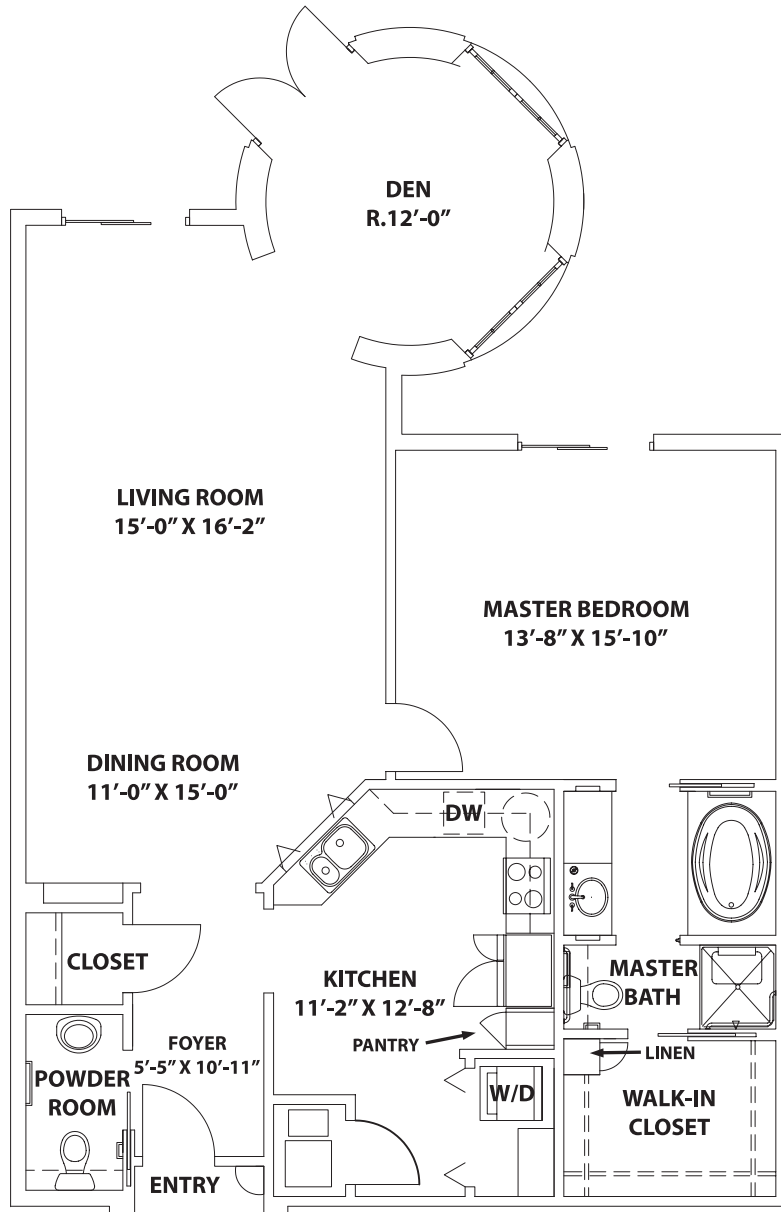 DEN
R.12’-0”
LIVING ROOM
15’-0” X 16’-2”
MASTER BEDROOM
13’-8” X 15’-10”
DINING ROOM
11’-0” X 15’-0”
DW
CLOSET
KITCHEN
11’-2” X 12’-8”
MASTER
BATH
FOYER
5’-5” X 10’-11”
PANTRY
LINEN
POWDER
ROOM
W/D
WALK-IN
CLOSET
ENTRY